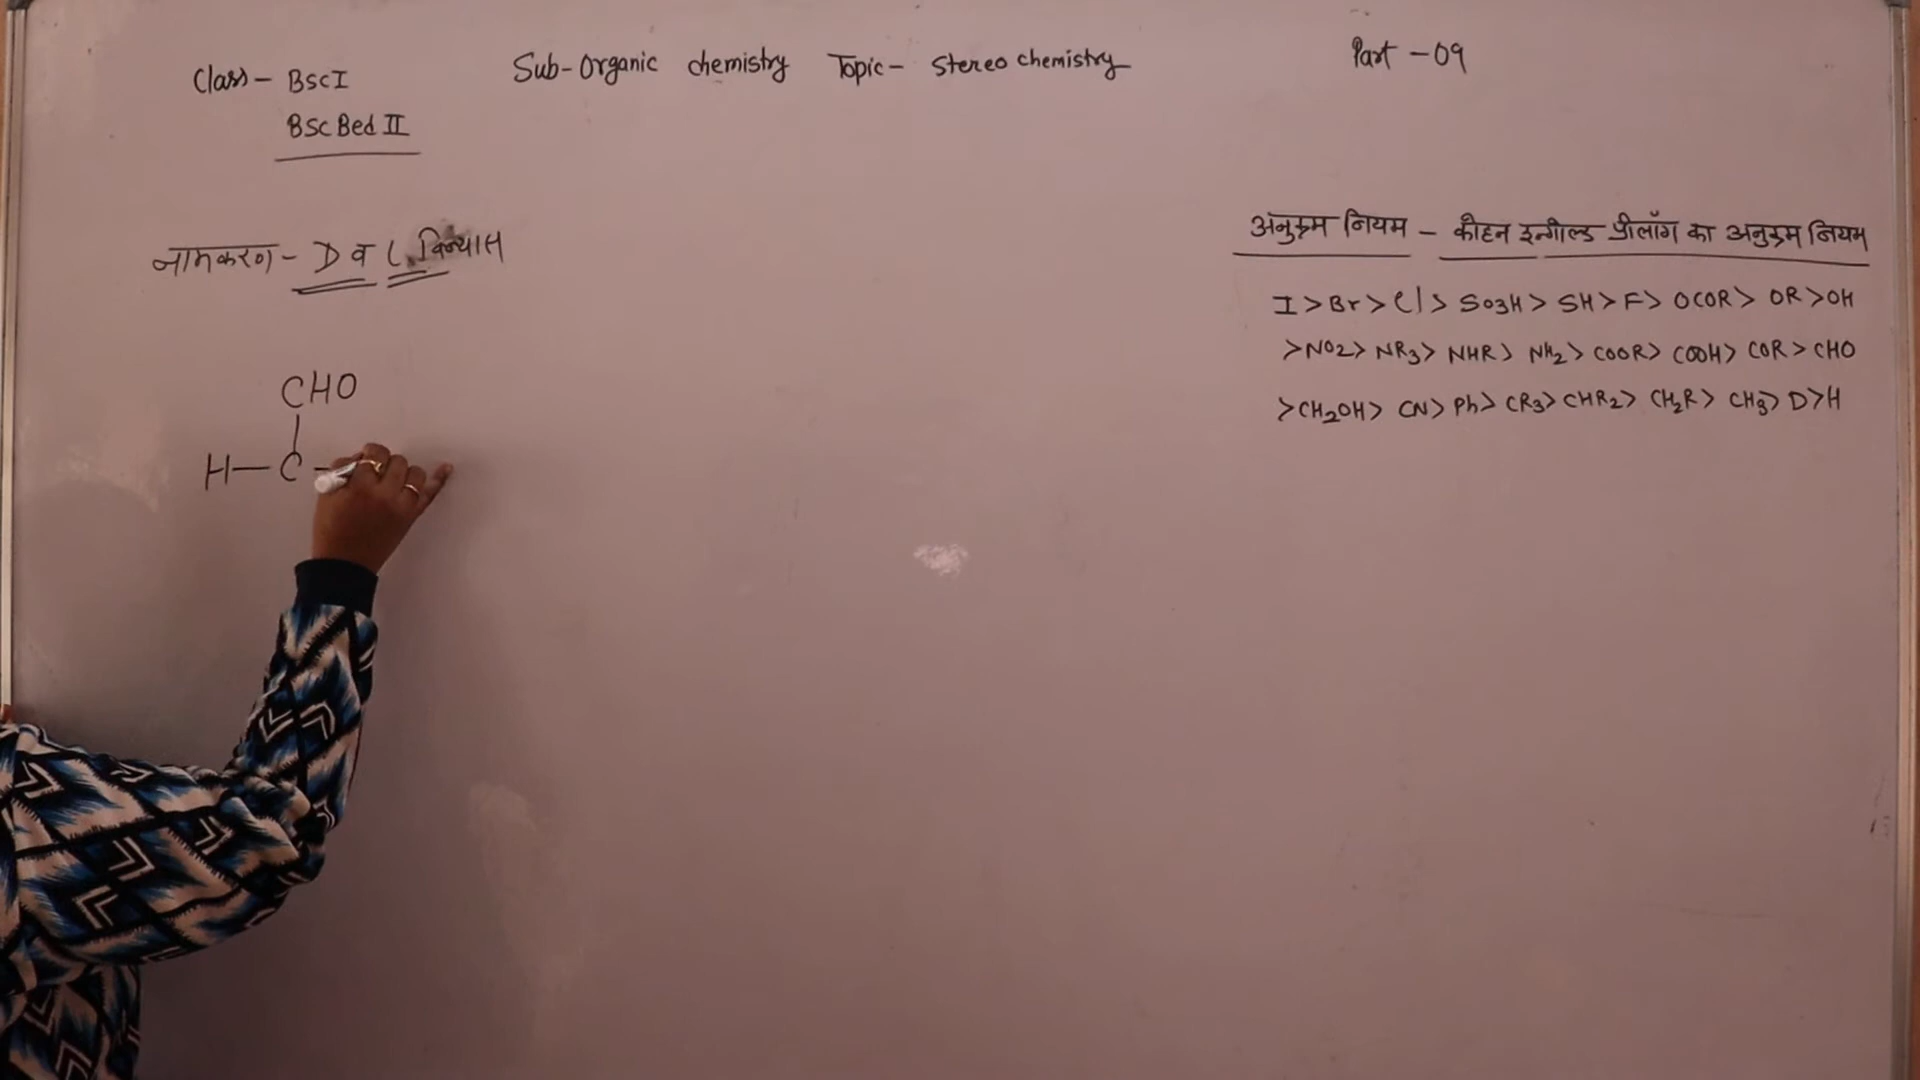 Class - BscI Sub-Organic chemistry Topic - Stereo chemistry Part - 09
BSc Bed II
नामकरण - D व L विन्यास
अनुक्रम नियम - कॉहन इन्गोल्ड प्रीलॉग का अनुक्रम नियम
I > Br > Cl > SO3H > SH > F > OCOR > OR > OH
> NO2 > NR3 > NHR > NH2 > COOR > COOH > COR > CHO
> CH2OH > CN > Ph > CR3 > CHR2 > CH2R > CH3 > D > H
CHO
H - C -